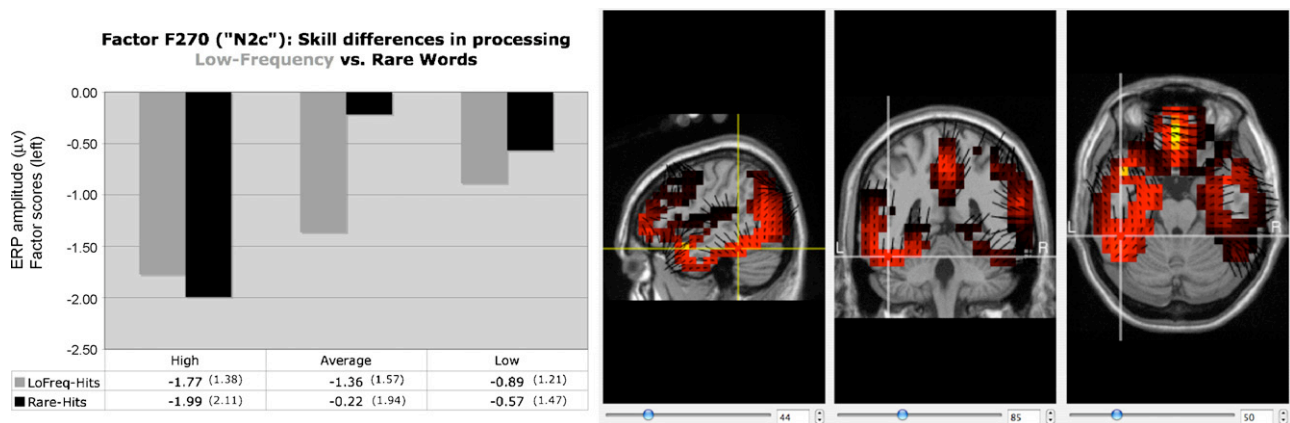 Factor F270 ("N2c"): Skill differences in processing
Low-Frequency vs. Rare Words
ERP amplitude (µv)
Factor scores (left)
0.00
-0.50
-1.00
-1.50
-2.00
-2.50
High Average Low
LoFreq-Hits -1.77 (1.38) -1.36 (1.57) -0.89 (1.21)
Rare-Hits -1.99 (2.11) -0.22 (1.94) -0.57 (1.47)
L R
L R
44 85 50